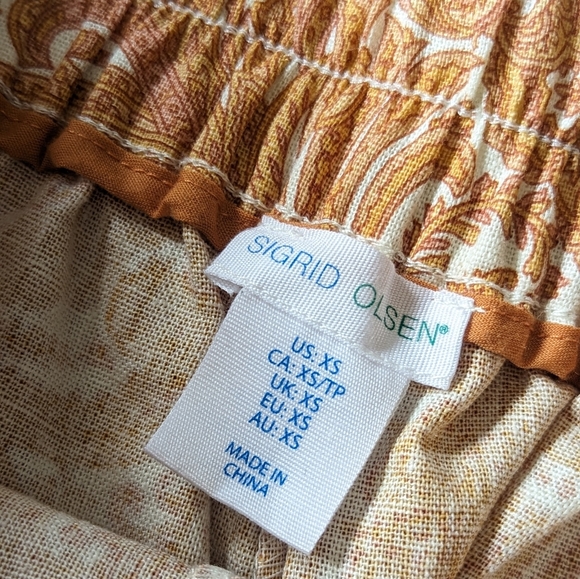 SIGRID OLSEN®
US: XS
CA: XS/TP
UK: XS
EU: XS
AU: XS
MADE IN
CHINA